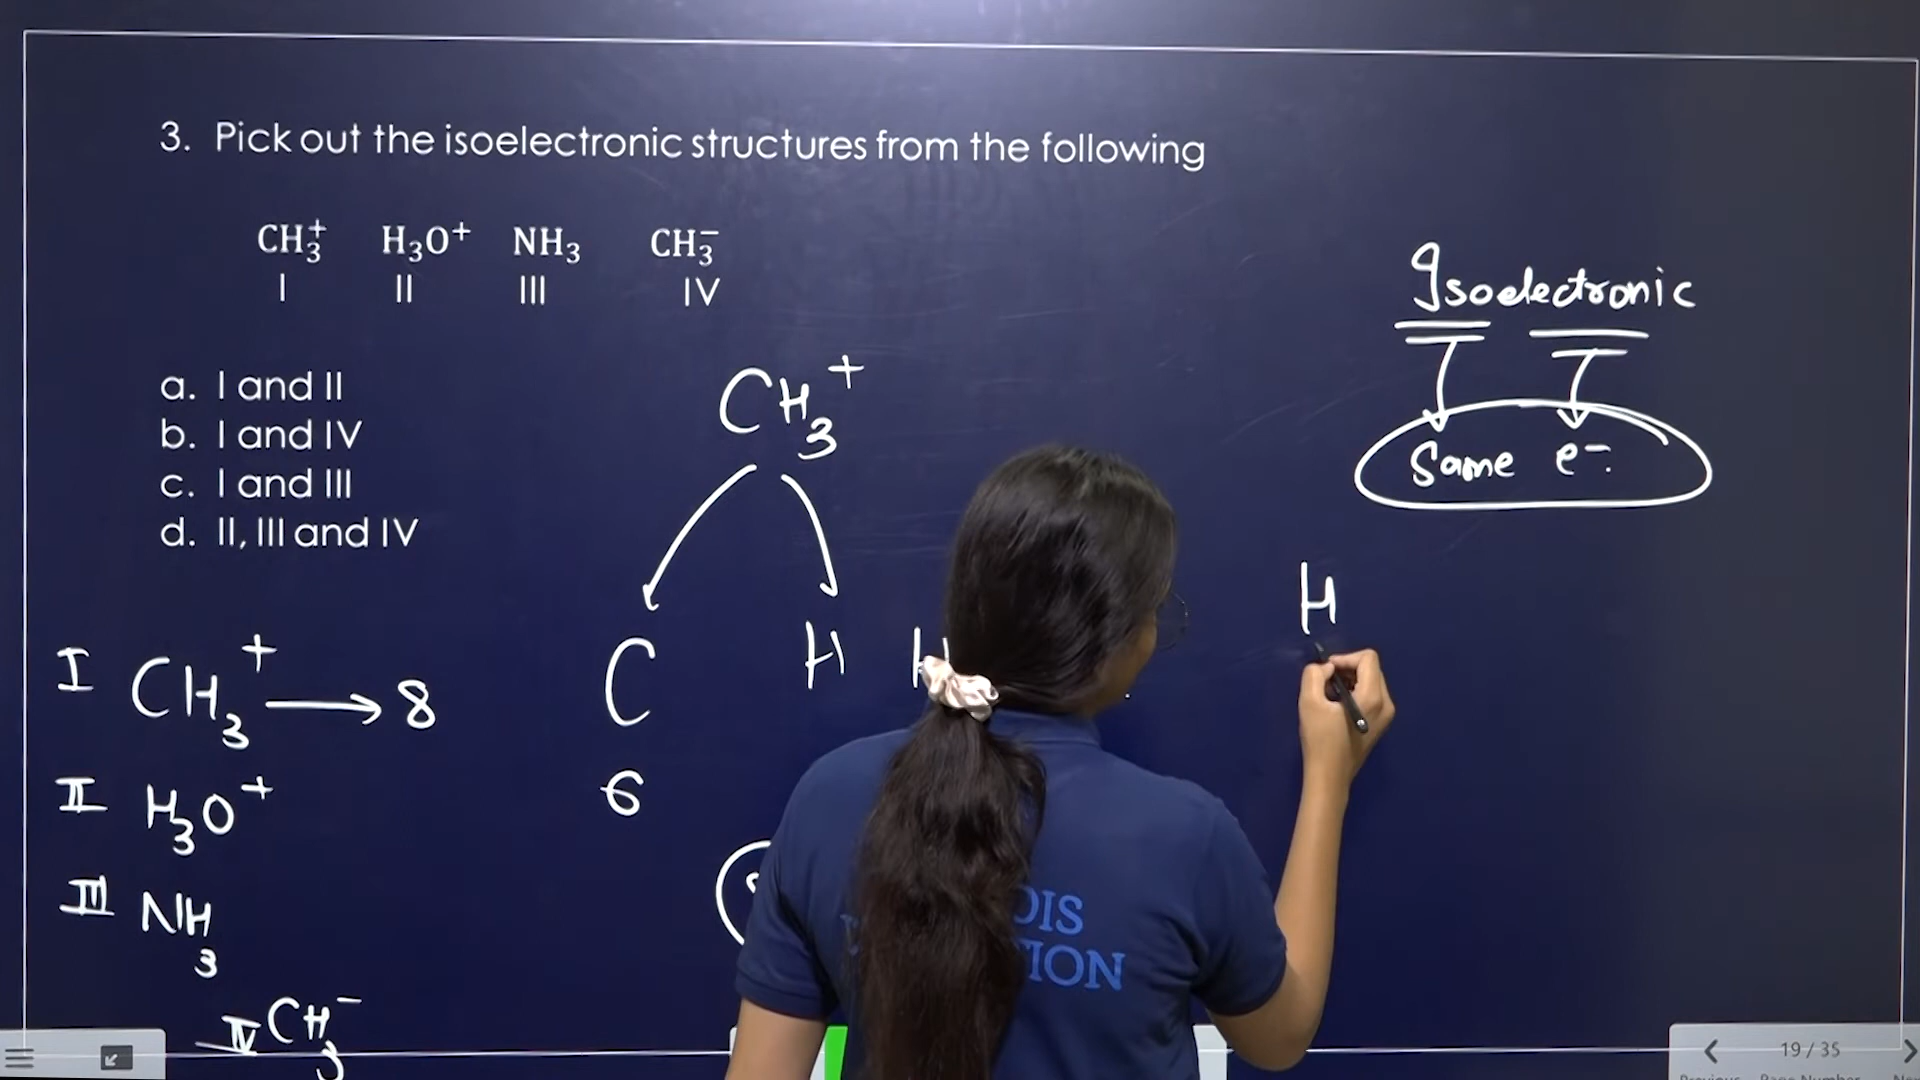 3. Pick out the isoelectronic structures from the following
CH₃⁺ H₃O⁺ NH₃ CH₃⁻
I II III IV
a. I and II
b. I and IV
c. I and III
d. II, III and IV
Isoelectronic
Same e⁻.
CH₃⁺
C H H
6
H
I CH₃⁺ → 8
II H₃O⁺
III NH₃
IV CH₃⁻
OIS
TION
19 / 35